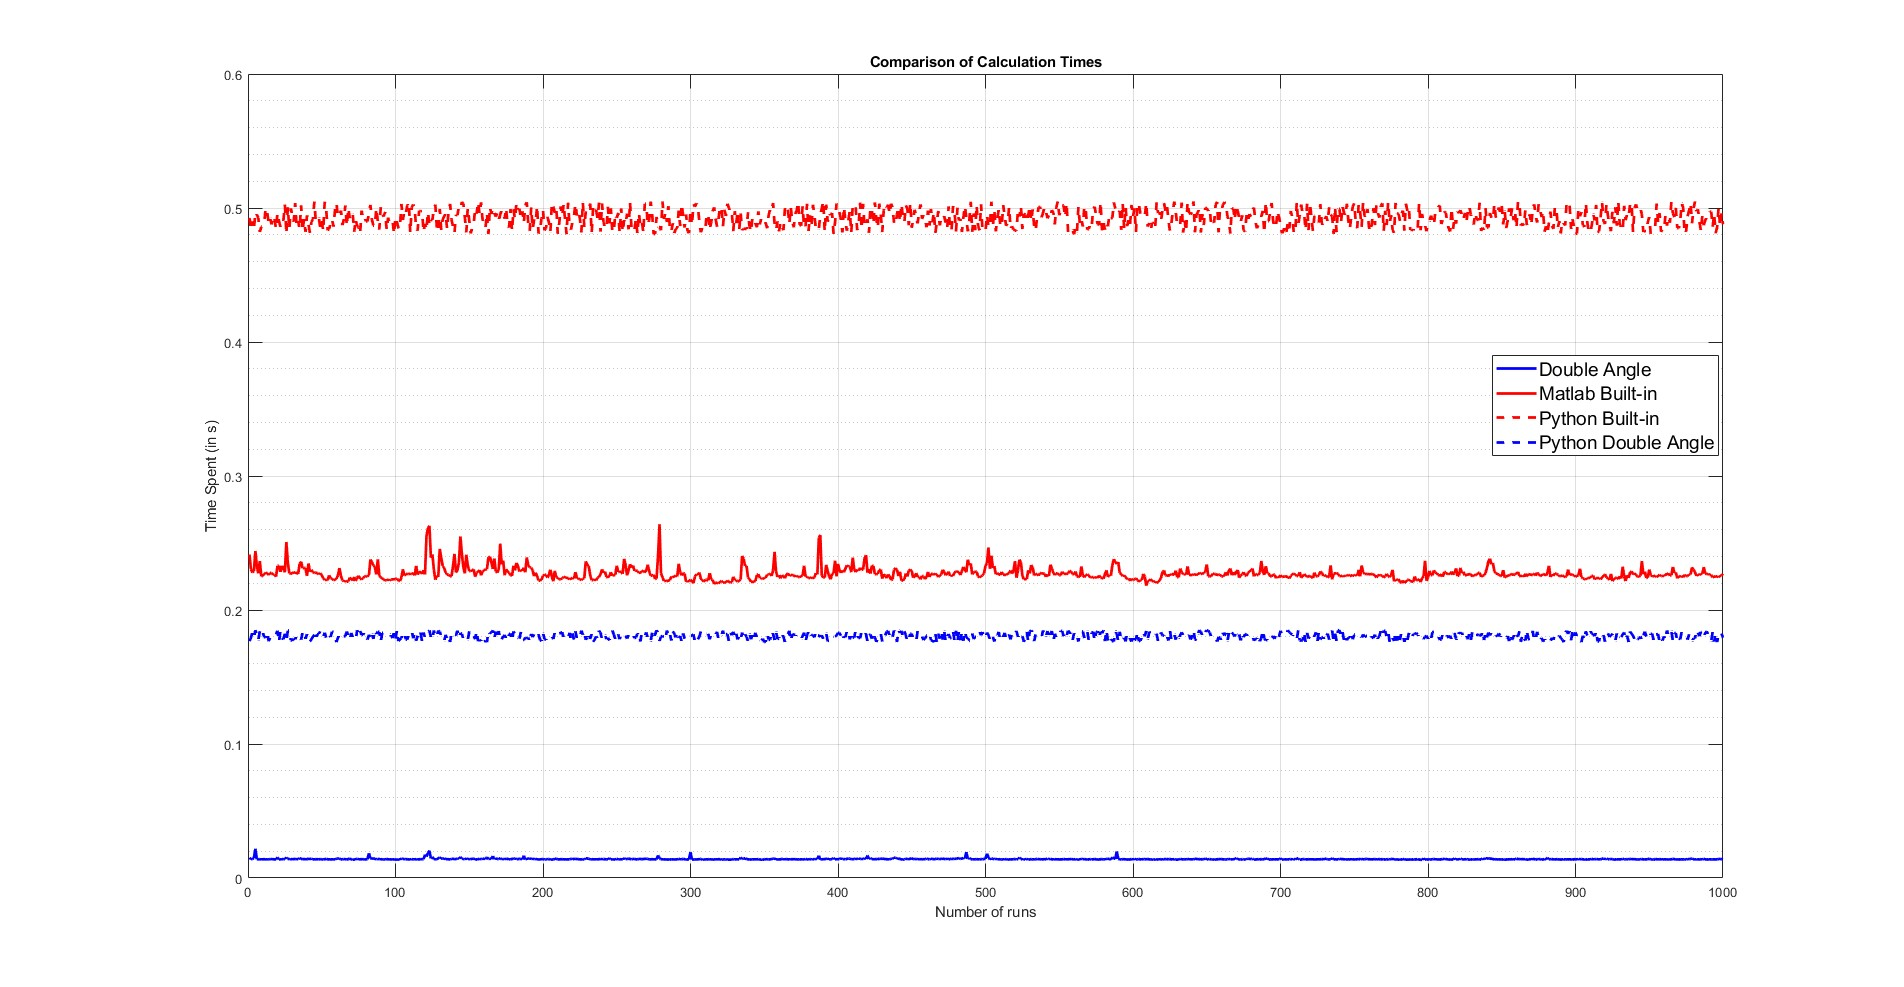 Comparison of Calculation Times
0.6
0.5
0.4
0.3
0.2
0.1
0
Time Spent (in s)
Double Angle
Matlab Built-in
Python Built-in
Python Double Angle
0 100 200 300 400 500 600 700 800 900 1000
Number of runs